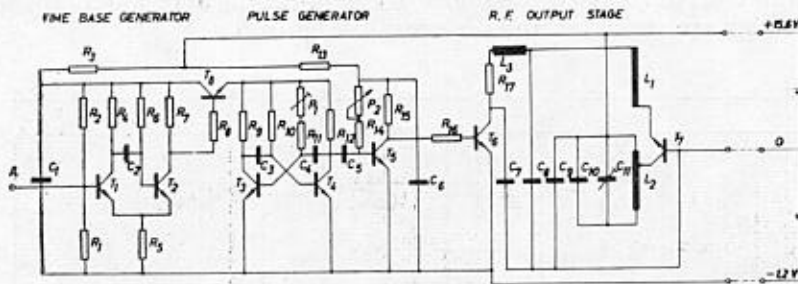 TIME BASE GENERATOR PULSE GENERATOR R.F. OUTPUT STAGE
+15.6V
R3 R13 L3
T8 R17 L1
R2 R4 R6 R7 R8 R9 R10 P1 R11 R12 P2 R14 R15 R16
C1 C2 C3 C4 C5 C6 C7 C8 C9 C10 C11 L2
A T1 T2 T3 T4 T5 T6 T7 0
R1 R5
-1.2 V